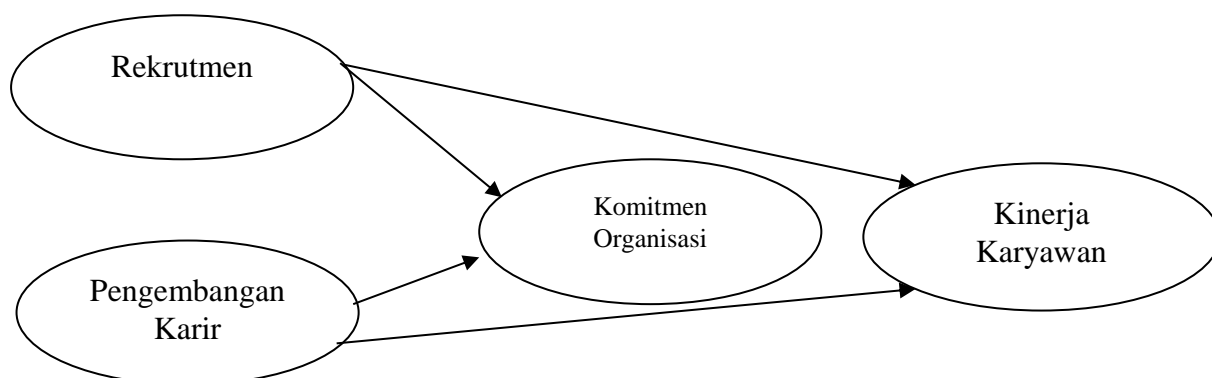 Rekrutmen
Komitmen
Organisasi
Kinerja
Karyawan
Pengembangan
Karir